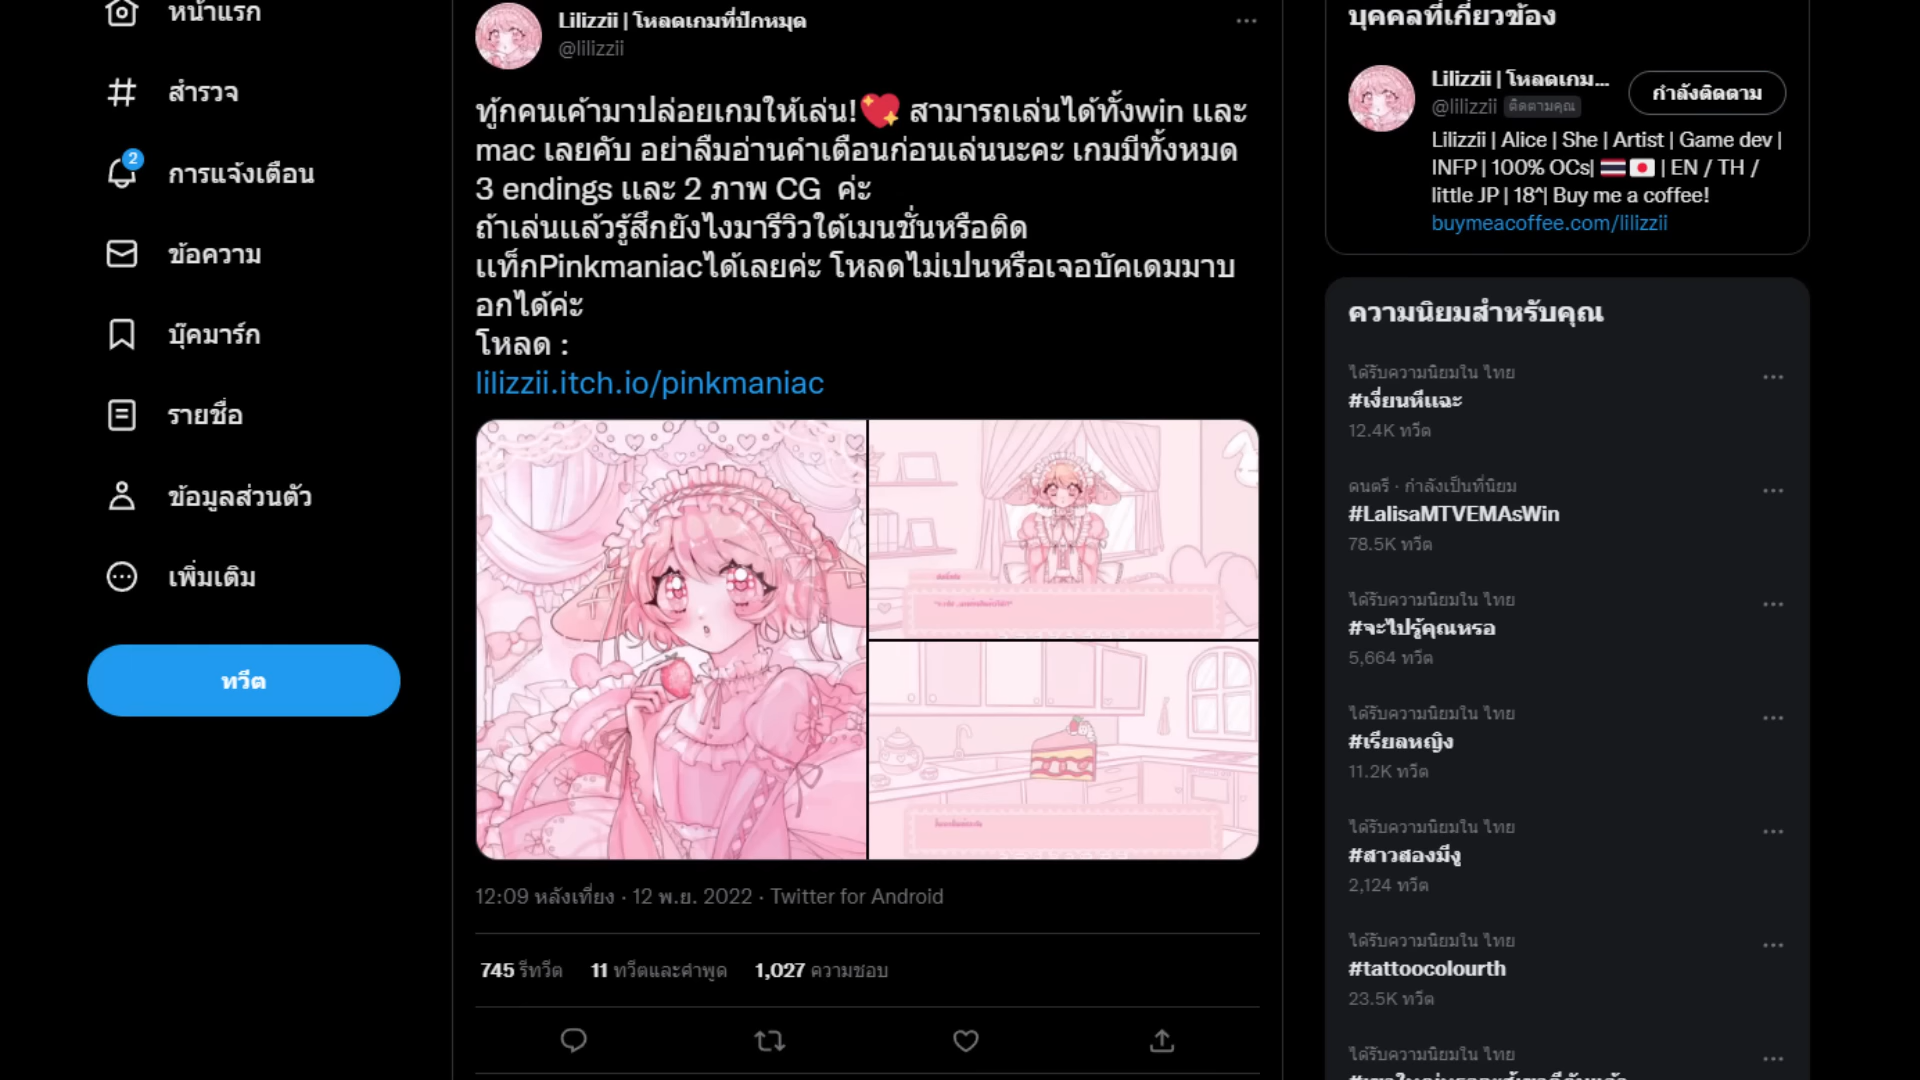 หน้าแรก
สำรวจ
2
การแจ้งเตือน
ข้อความ
บุ๊คมาร์ก
รายชื่อ
ข้อมูลส่วนตัว
เพิ่มเติม
ทวีต
Lilizzii | โหลดเกมที่ปักหมุด
@lilizzii
ทู้กคนเค้ามาปล่อยเกมให้เล่น!💖 สามารถเล่นได้ทั้งwin และ
mac เลยคับ อย่าลืมอ่านคำเตือนก่อนเล่นนะคะ เกมมีทั้งหมด
3 endings และ 2 ภาพ CG ค่ะ
ถ้าเล่นแล้วรู้สึกยังไงมารีวิวใต้เมนชั่นหรือติด
แท็กPinkmaniacได้เลยค่ะ โหลดไม่เปนหรือเจอบัคเดมมาบ
อกได้ค่ะ
โหลด :
lilizzii.itch.io/pinkmaniac
12:09 หลังเที่ยง · 12 พ.ย. 2022 · Twitter for Android
745 รีทวีต 11 ทวีตและคำพูด 1,027 ความชอบ
บุคคลที่เกี่ยวข้อง
Lilizzii | โหลดเกม...
@lilizzii ติดตามคุณ
กำลังติดตาม
Lilizzii | Alice | She | Artist | Game dev |
INFP | 100% OCs| 🇹🇭🇯🇵 | EN / TH /
little JP | 18^| Buy me a coffee!
buymeacoffee.com/lilizzii
ความนิยมสำหรับคุณ
ได้รับความนิยมใน ไทย
#เงี่ยนหีแฉะ
12.4K ทวีต
ดนตรี · กำลังเป็นที่นิยม
#LalisaMTVEMAsWin
78.5K ทวีต
ได้รับความนิยมใน ไทย
#จะไปรู้คุณหรอ
5,664 ทวีต
ได้รับความนิยมใน ไทย
#เรียลหญิง
11.2K ทวีต
ได้รับความนิยมใน ไทย
#สาวสองมีงู
2,124 ทวีต
ได้รับความนิยมใน ไทย
#tattoocolourth
23.5K ทวีต
ได้รับความนิยมใน ไทย